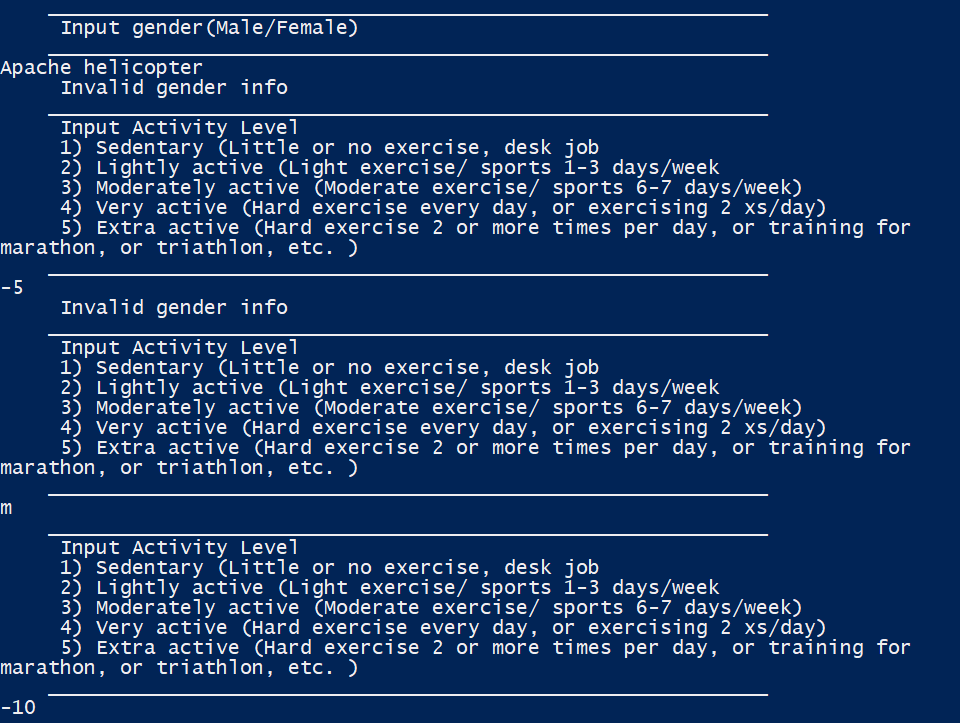 Input gender(Male/Female)
Apache helicopter
Invalid gender info
Input Activity Level
1) Sedentary (Little or no exercise, desk job
2) Lightly active (Light exercise/ sports 1-3 days/week
3) Moderately active (Moderate exercise/ sports 6-7 days/week)
4) Very active (Hard exercise every day, or exercising 2 xs/day)
5) Extra active (Hard exercise 2 or more times per day, or training for
marathon, or triathlon, etc. )
-5
Invalid gender info
Input Activity Level
1) Sedentary (Little or no exercise, desk job
2) Lightly active (Light exercise/ sports 1-3 days/week
3) Moderately active (Moderate exercise/ sports 6-7 days/week)
4) Very active (Hard exercise every day, or exercising 2 xs/day)
5) Extra active (Hard exercise 2 or more times per day, or training for
marathon, or triathlon, etc. )
m
Input Activity Level
1) Sedentary (Little or no exercise, desk job
2) Lightly active (Light exercise/ sports 1-3 days/week
3) Moderately active (Moderate exercise/ sports 6-7 days/week)
4) Very active (Hard exercise every day, or exercising 2 xs/day)
5) Extra active (Hard exercise 2 or more times per day, or training for
marathon, or triathlon, etc. )
-10